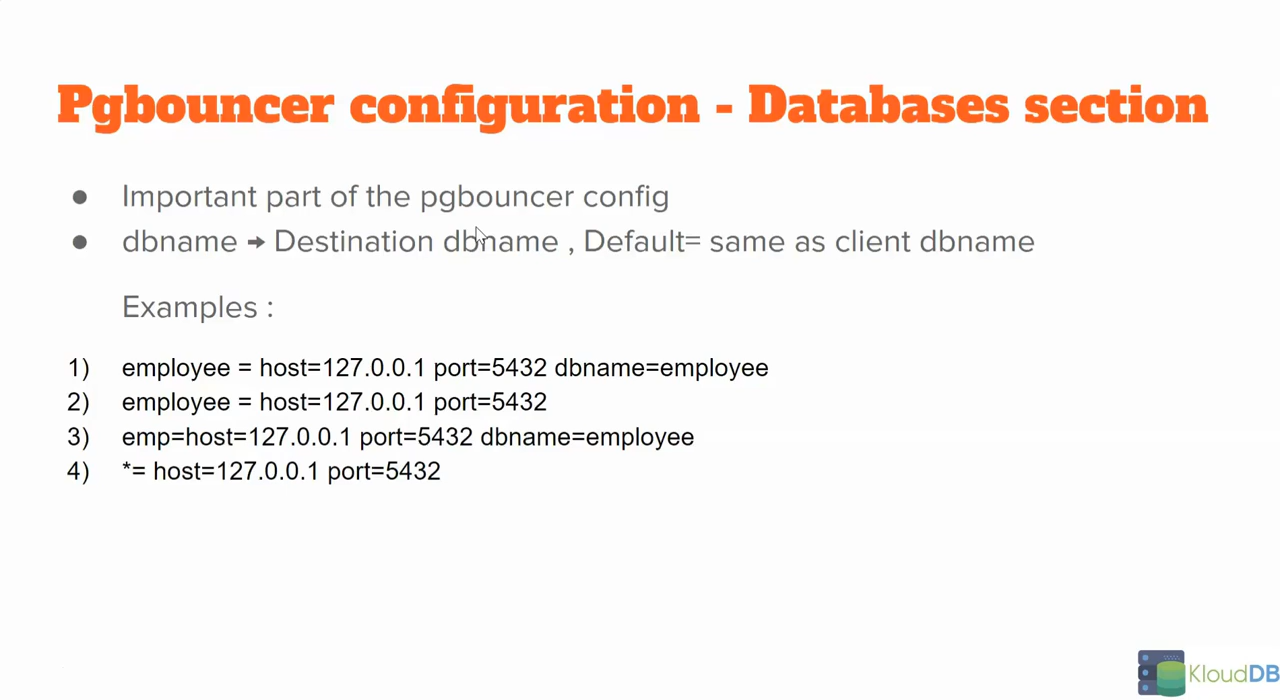 Pgbouncer configuration - Databases section
● Important part of the pgbouncer config
● dbname → Destination dbname , Default= same as client dbname
Examples :
1) employee = host=127.0.0.1 port=5432 dbname=employee
2) employee = host=127.0.0.1 port=5432
3) emp=host=127.0.0.1 port=5432 dbname=employee
4) *= host=127.0.0.1 port=5432
KloudDB